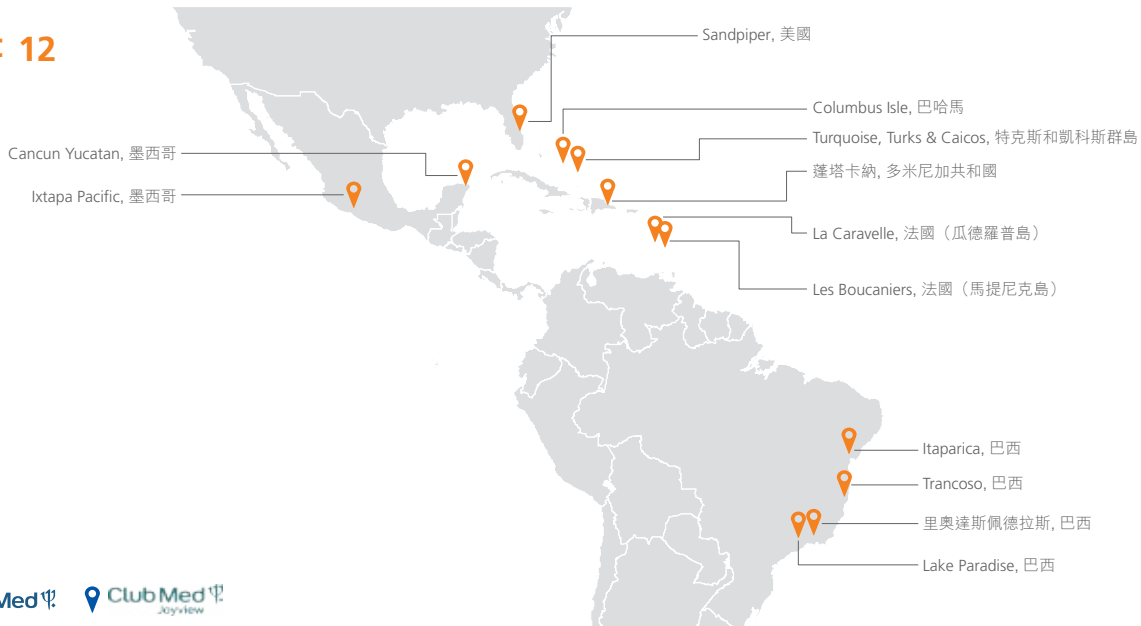 12
Sandpiper, 美國
Columbus Isle, 巴哈馬
Turquoise, Turks & Caicos, 特克斯和凱科斯群島
Cancun Yucatan, 墨西哥
蓬塔卡納, 多米尼加共和國
Ixtapa Pacific, 墨西哥
La Caravelle, 法國（瓜德羅普島）
Les Boucaniers, 法國（馬提尼克島）
Itaparica, 巴西
Trancoso, 巴西
里奧達斯佩德拉斯, 巴西
Lake Paradise, 巴西
Med
Club Med
Joyview